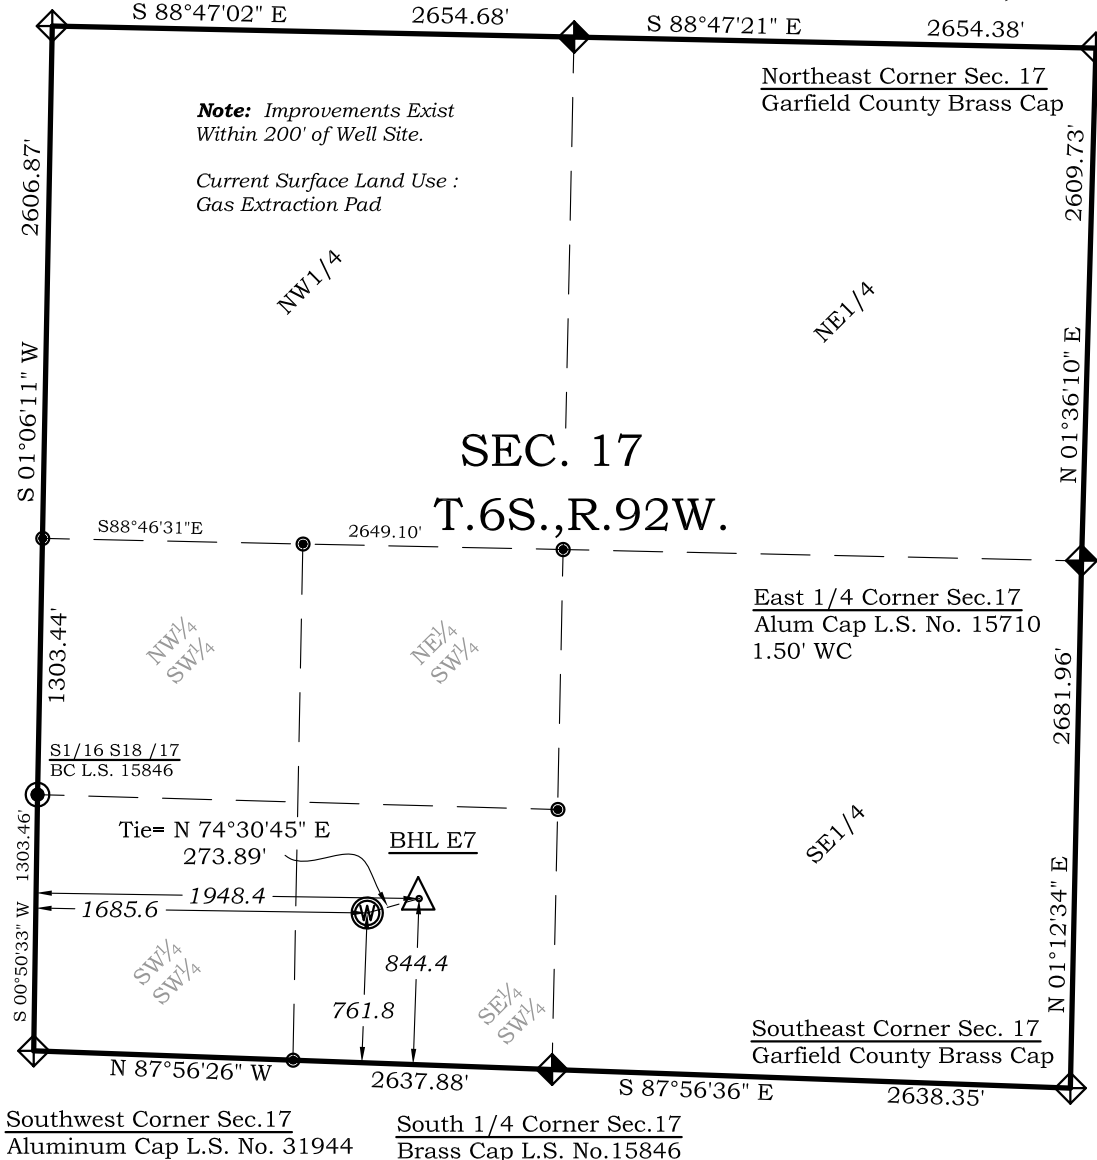 S 88°47'02" E 2654.68' S 88°47'21" E 2654.38'
Northeast Corner Sec. 17
Garfield County Brass Cap
Note: Improvements Exist
Within 200' of Well Site.
Current Surface Land Use :
Gas Extraction Pad
2606.87'
2609.73'
NW1/4
NE1/4
S 01°06'11" W
N 01°36'10" E
SEC. 17
T.6S.,R.92W.
S88°46'31"E 2649.10'
East 1/4 Corner Sec.17
Alum Cap L.S. No. 15710
1.50' WC
1303.44'
NW¼
SW¼
NE¼
SW¼
2681.96'
S1/16 S18 /17
BC L.S. 15846
Tie= N 74°30'45" E
273.89'
BHL E7
SE1/4
1303.46'
1948.4
1685.6
W
844.4
761.8
S 00°50'33" W
SW¼
SW¼
SE¼
SW¼
N 01°12'34" E
Southeast Corner Sec. 17
Garfield County Brass Cap
N 87°56'26" W 2637.88' S 87°56'36" E 2638.35'
Southwest Corner Sec.17
Aluminum Cap L.S. No. 31944
South 1/4 Corner Sec.17
Brass Cap L.S. No.15846